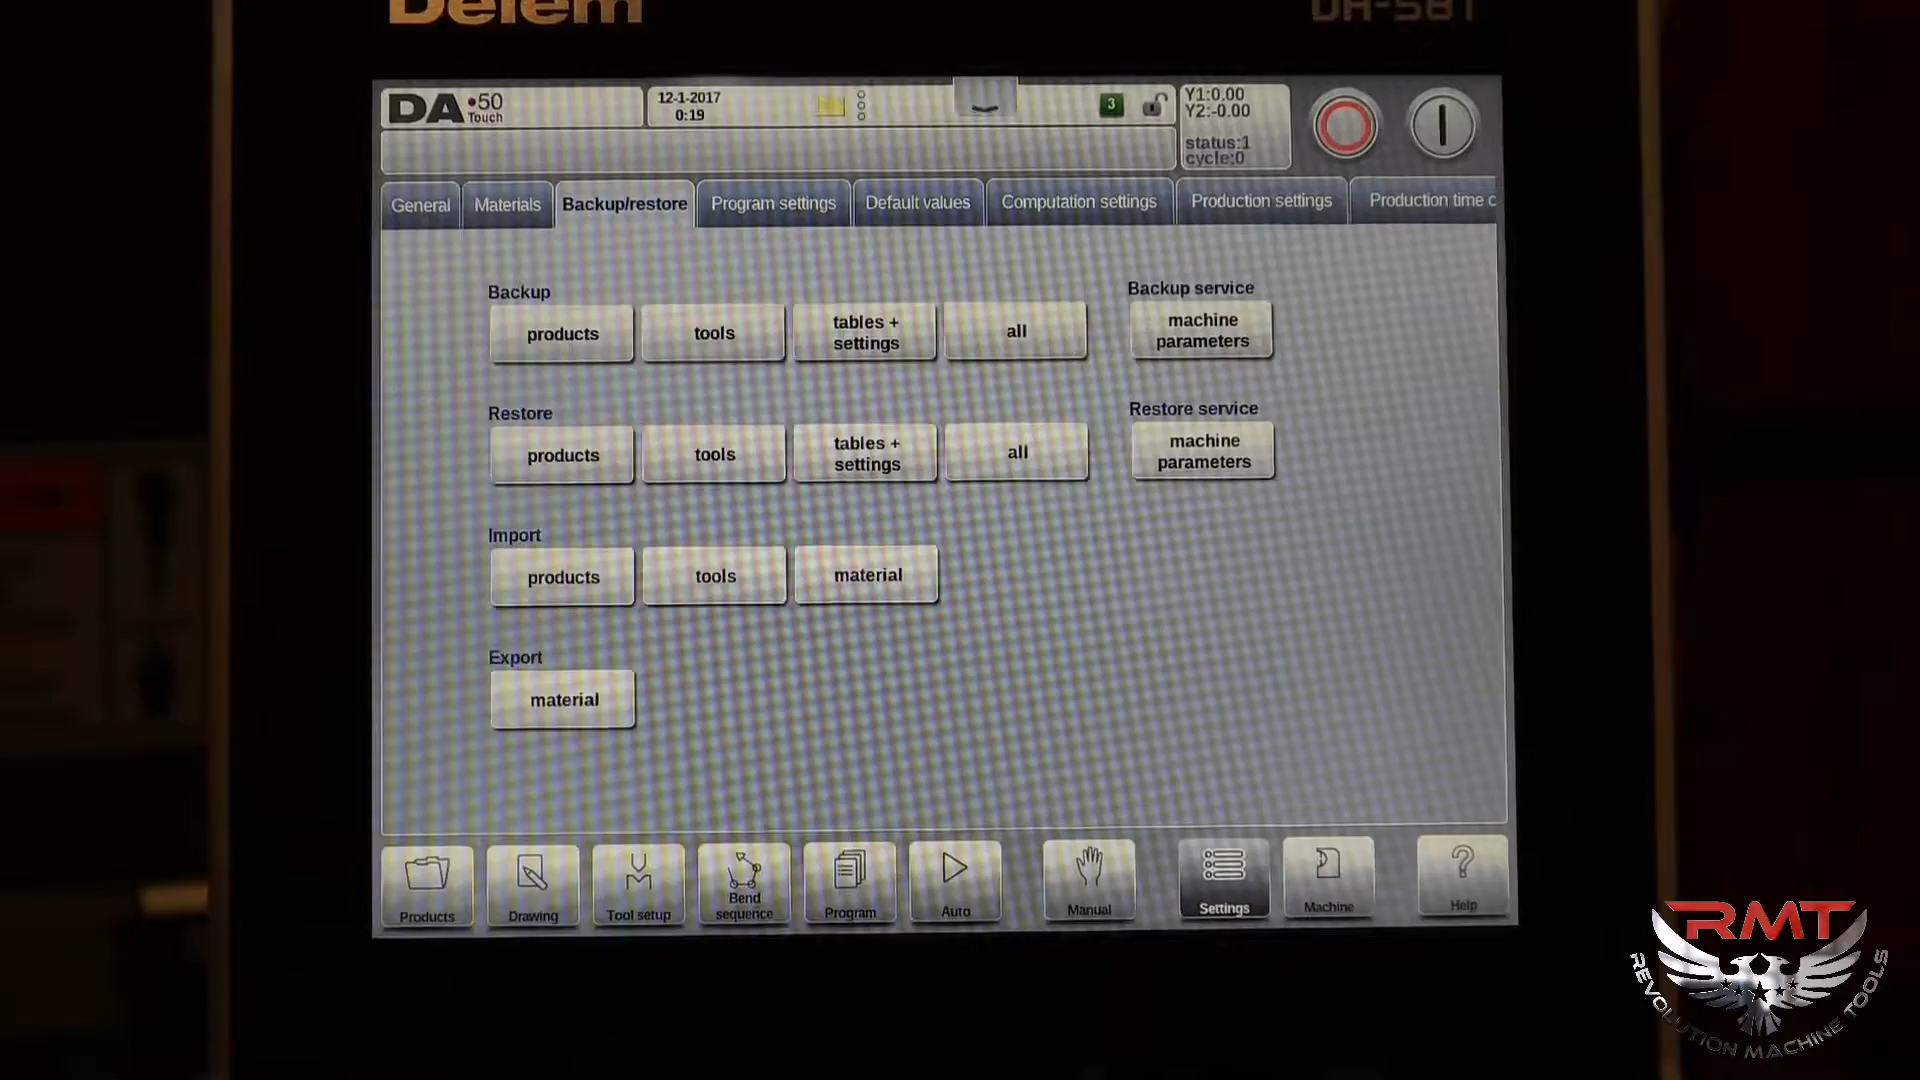 Delem
DA-58T
DA•50
Touch
12-1-2017
0:19
3
Y1:0.00
Y2:-0.00
status:1
cycle:0
General
Materials
Backup/restore
Program settings
Default values
Computation settings
Production settings
Production time c
Backup
Backup service
products
tools
tables +
settings
all
machine
parameters
Restore
Restore service
products
tools
tables +
settings
all
machine
parameters
Import
products
tools
material
Export
material
Products
Drawing
Tool setup
Bend
sequence
Program
Auto
Manual
Settings
Machine
Help
RMT
REVOLUTION MACHINE TOOLS